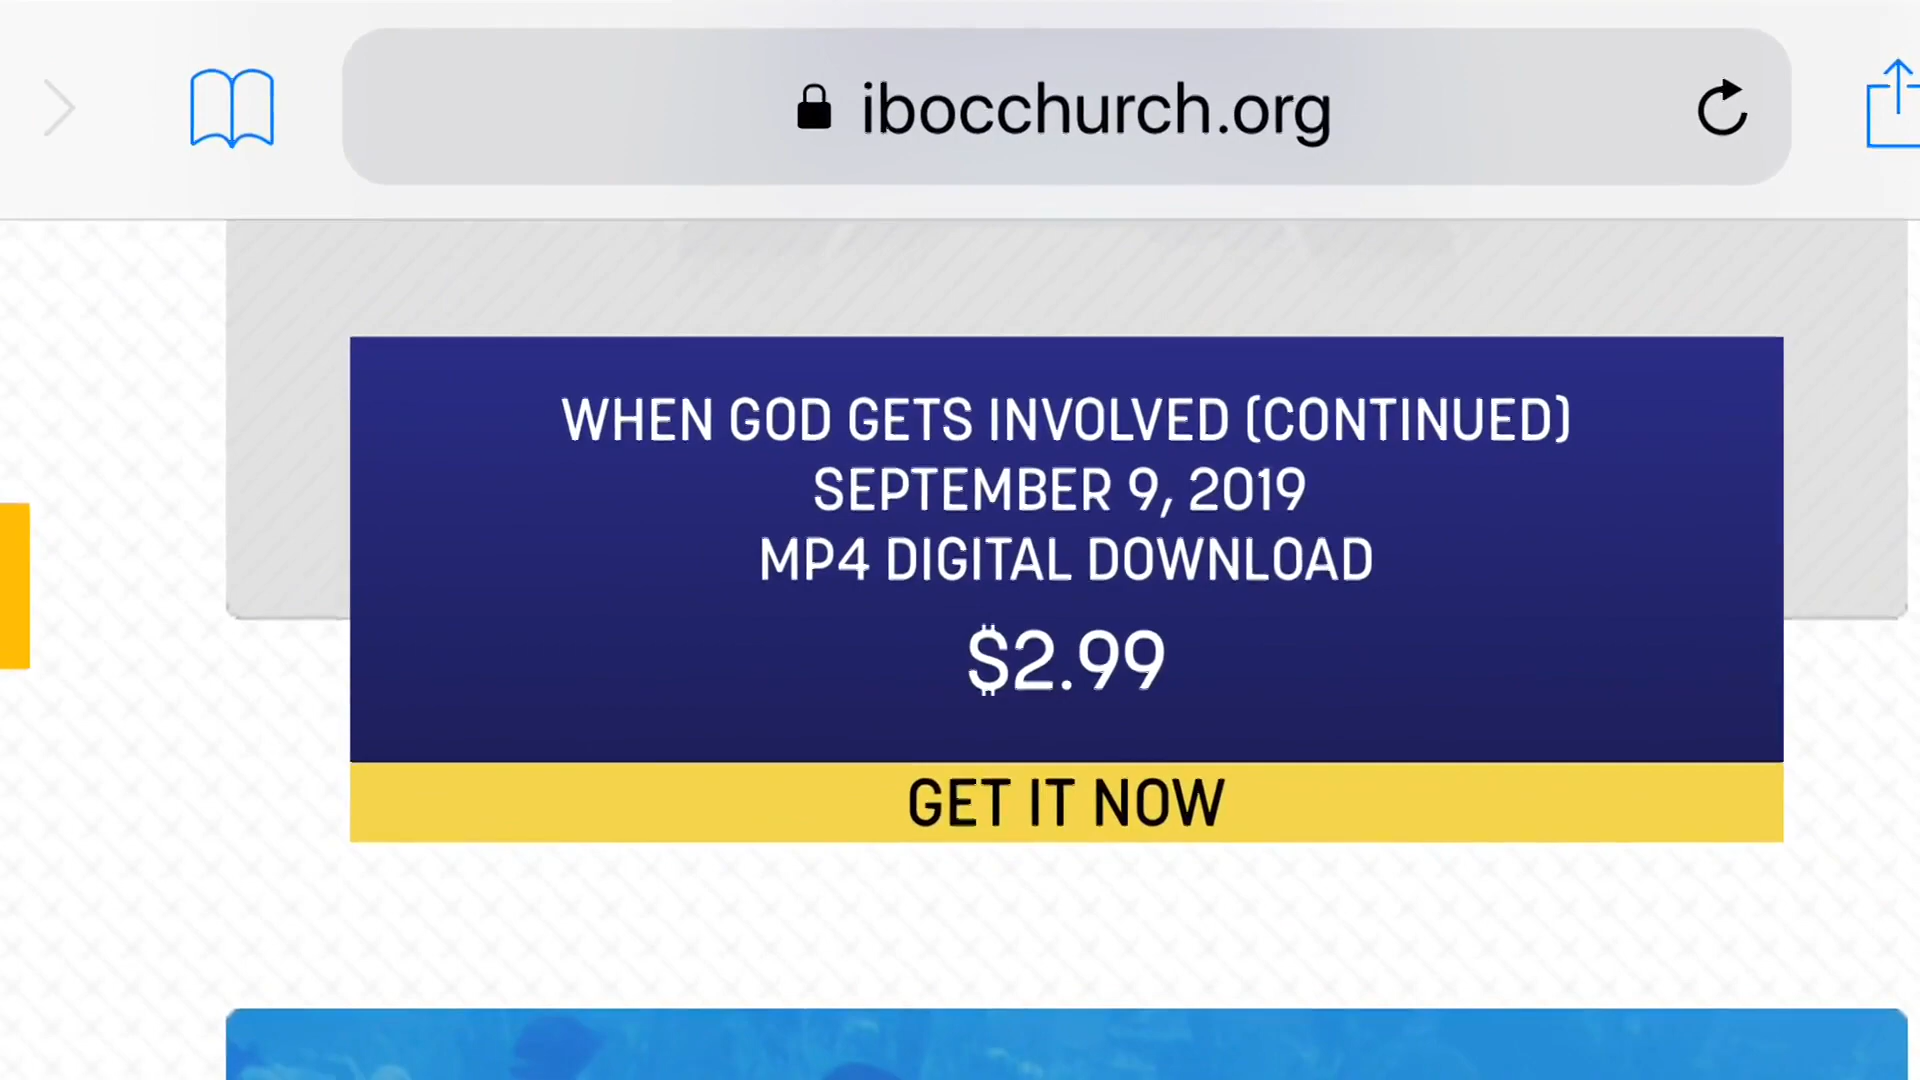 ibocchurch.org
WHEN GOD GETS INVOLVED (CONTINUED)
SEPTEMBER 9, 2019
MP4 DIGITAL DOWNLOAD
$2.99
GET IT NOW